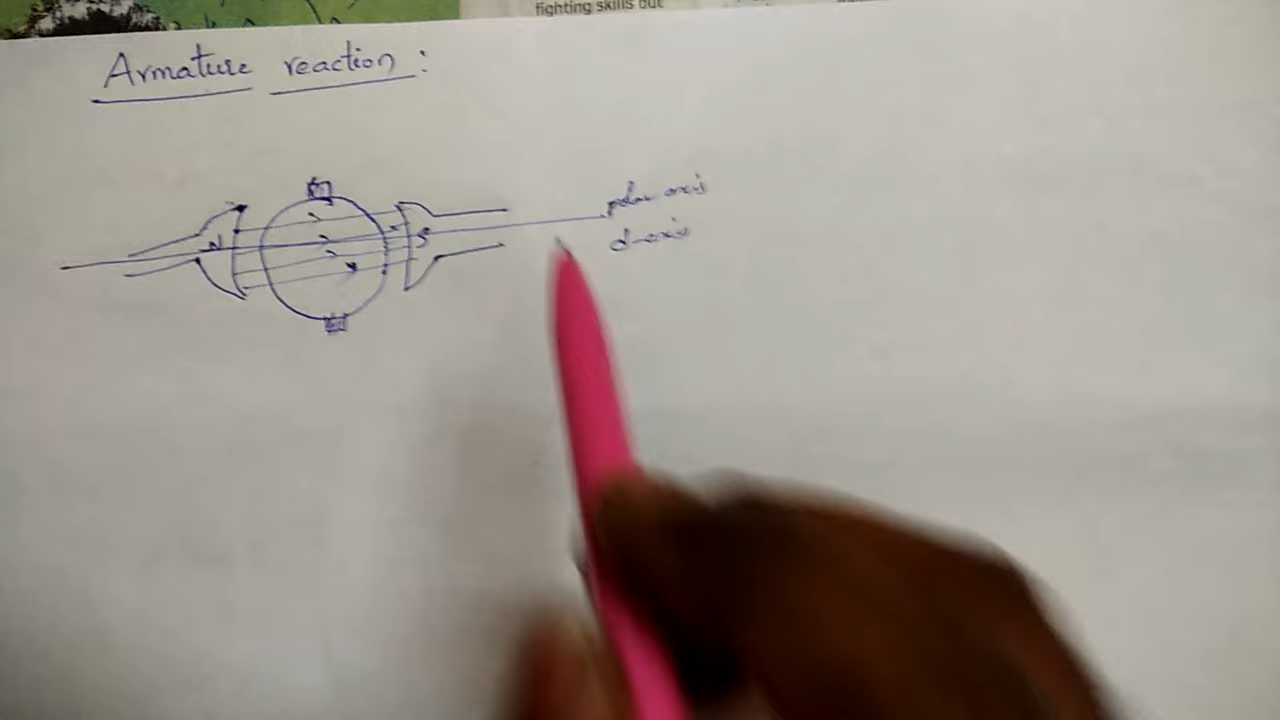 fighting skills out
Armature reaction :
polar axis
N
S
d-axis